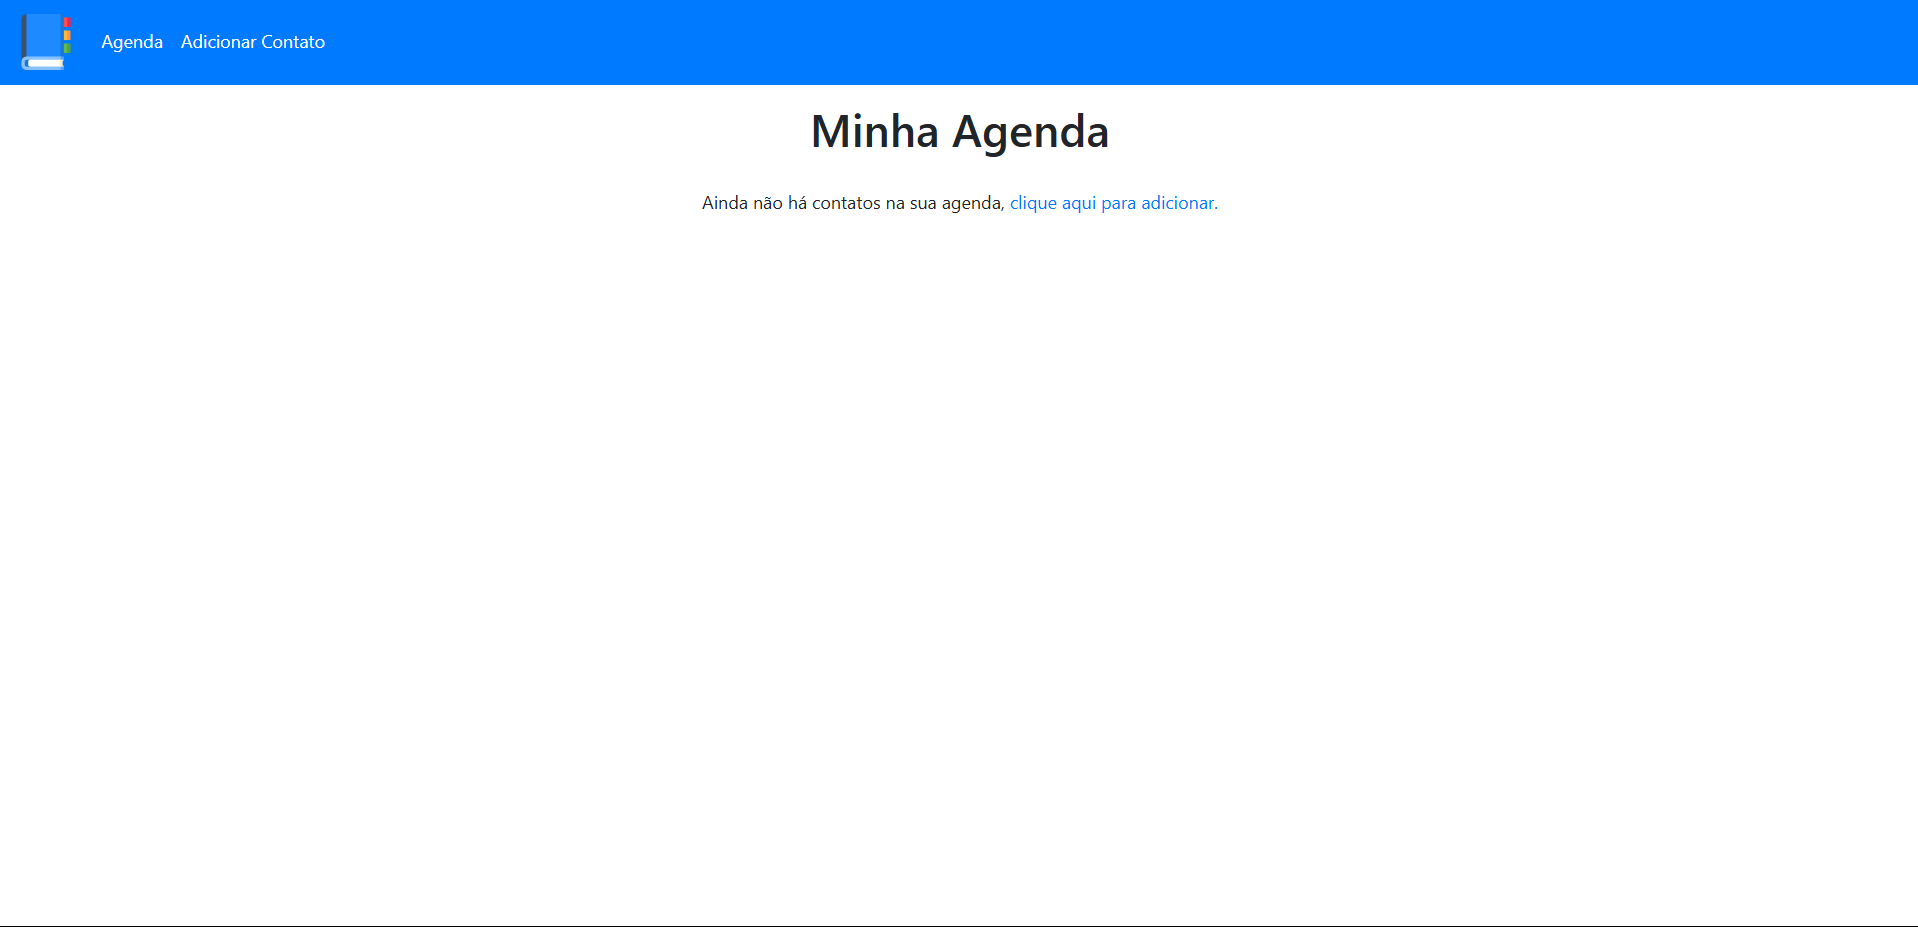 Agenda Adicionar Contato
Minha Agenda
Ainda não há contatos na sua agenda, clique aqui para adicionar.